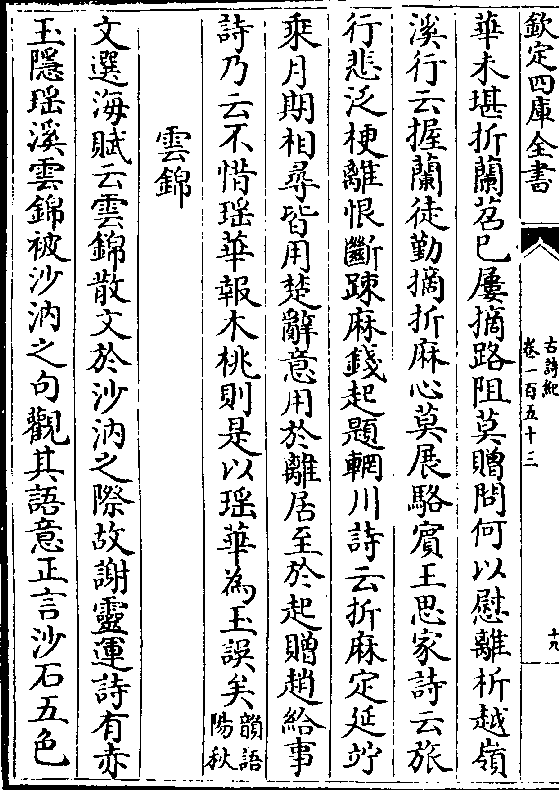 欽定四庫全書
古詩紀
卷一百五十三
十九
華未堪折蘭苕已屢摘路阻莫贈問何以慰離析越嶺
溪行云握蘭徒勤摘折麻心莫展駱賓王思家詩云旅
行悲泛梗離恨斷踈麻錢起題輞川詩云折麻定延竚
乘月期相尋皆用楚辭意用於離居至於起贈趙給事
詩乃云不惜瑶華報木桃則是以瑶華為玉誤矣韻語
陽秋
雲錦
文選海賦云雲錦散文於沙汭之際故謝靈運詩有赤
玉隱瑶溪雲錦被沙汭之句觀其語意正言沙石五色